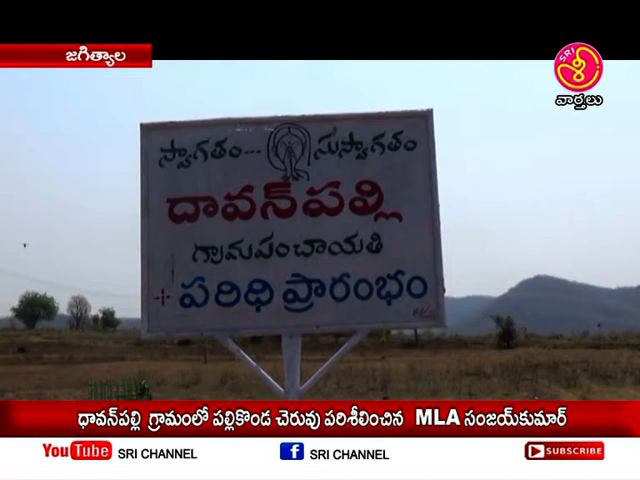 జగిత్యాల
SRI
శ్రీ
వార్తలు
స్వాగతం... సుస్వాగతం
దావన్‌పల్లి
గ్రామపంచాయతి
పరిధి ప్రారంభం
ధావన్‌పల్లి గ్రామంలో పల్లికొండ చెరువు పరిశీలించిన MLA సంజయ్‌కుమార్
YouTube SRI CHANNEL f SRI CHANNEL SUBSCRIBE